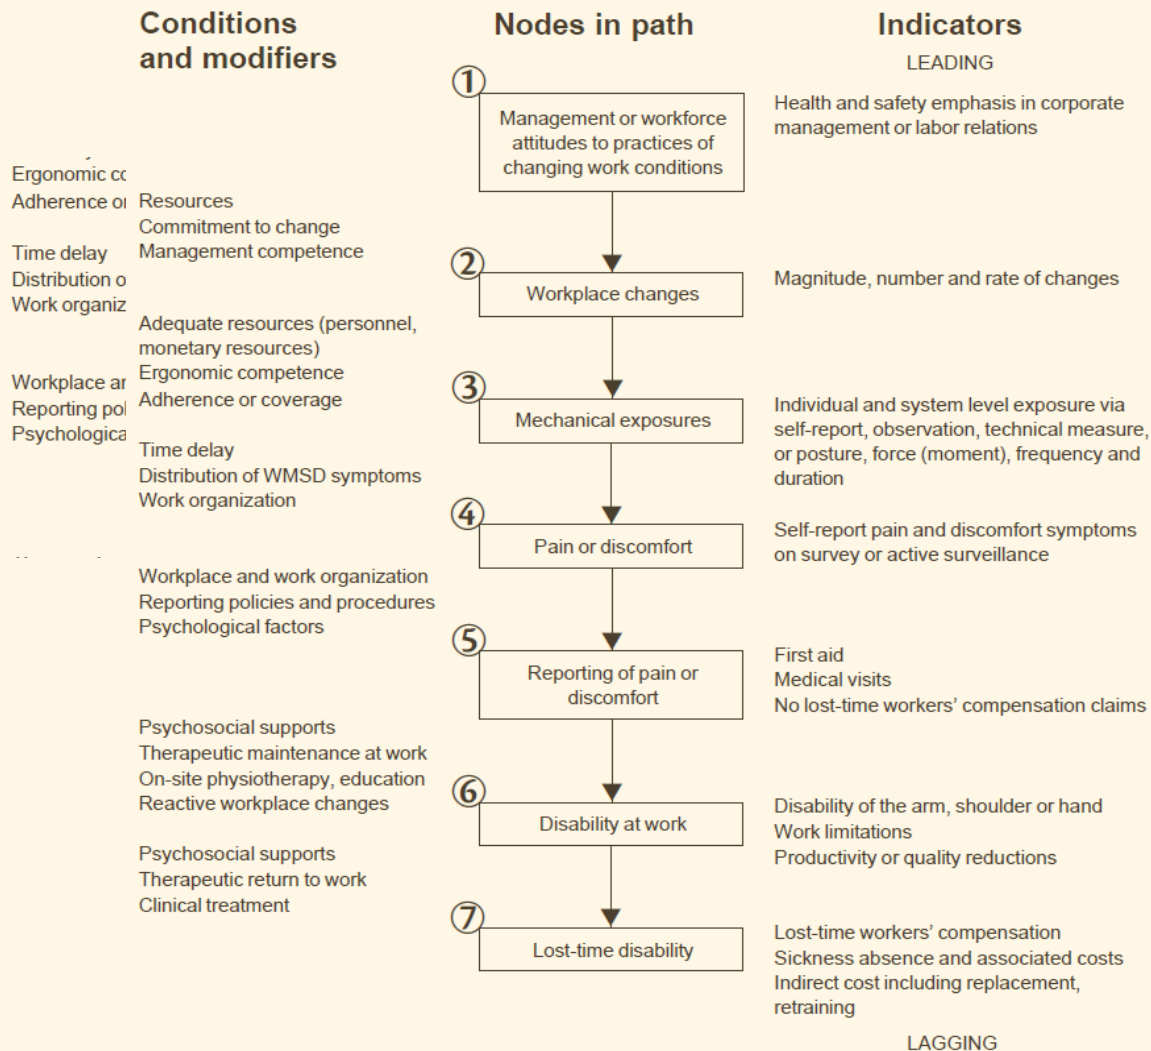 Conditions
and modifiers
Nodes in path
Indicators
LEADING
①
Management or workforce
attitudes to practices of
changing work conditions
Health and safety emphasis in corporate
management or labor relations
Ergonomic
Adherence
Time delay
Distribution
Work
Workplace
Reporting
Resources
Commitment to change
Management competence
②
Workplace changes
Magnitude, number and rate of changes
Adequate resources (personnel,
monetary resources)
Ergonomic competence
Adherence or coverage
③
Mechanical exposures
Individual and system level exposure via
self-report, observation, technical measure,
or posture, force (moment), frequency and
duration
Time delay
Distribution of WMSD symptoms
Work organization
④
Pain or discomfort
Self-report pain and discomfort symptoms
on survey or active surveillance
Workplace and work organization
Reporting policies and procedures
Psychological factors
⑤
Reporting of pain or
discomfort
First aid
Medical visits
No lost-time workers' compensation claims
Psychosocial supports
Therapeutic maintenance at work
On-site physiotherapy, education
Reactive workplace changes
⑥
Disability at work
Disability of the arm, shoulder or hand
Work limitations
Productivity or quality reductions
Psychosocial supports
Therapeutic return to work
Clinical treatment
⑦
Lost-time disability
Lost-time workers' compensation
Sickness absence and associated costs
Indirect cost including replacement,
retraining
LAGGING